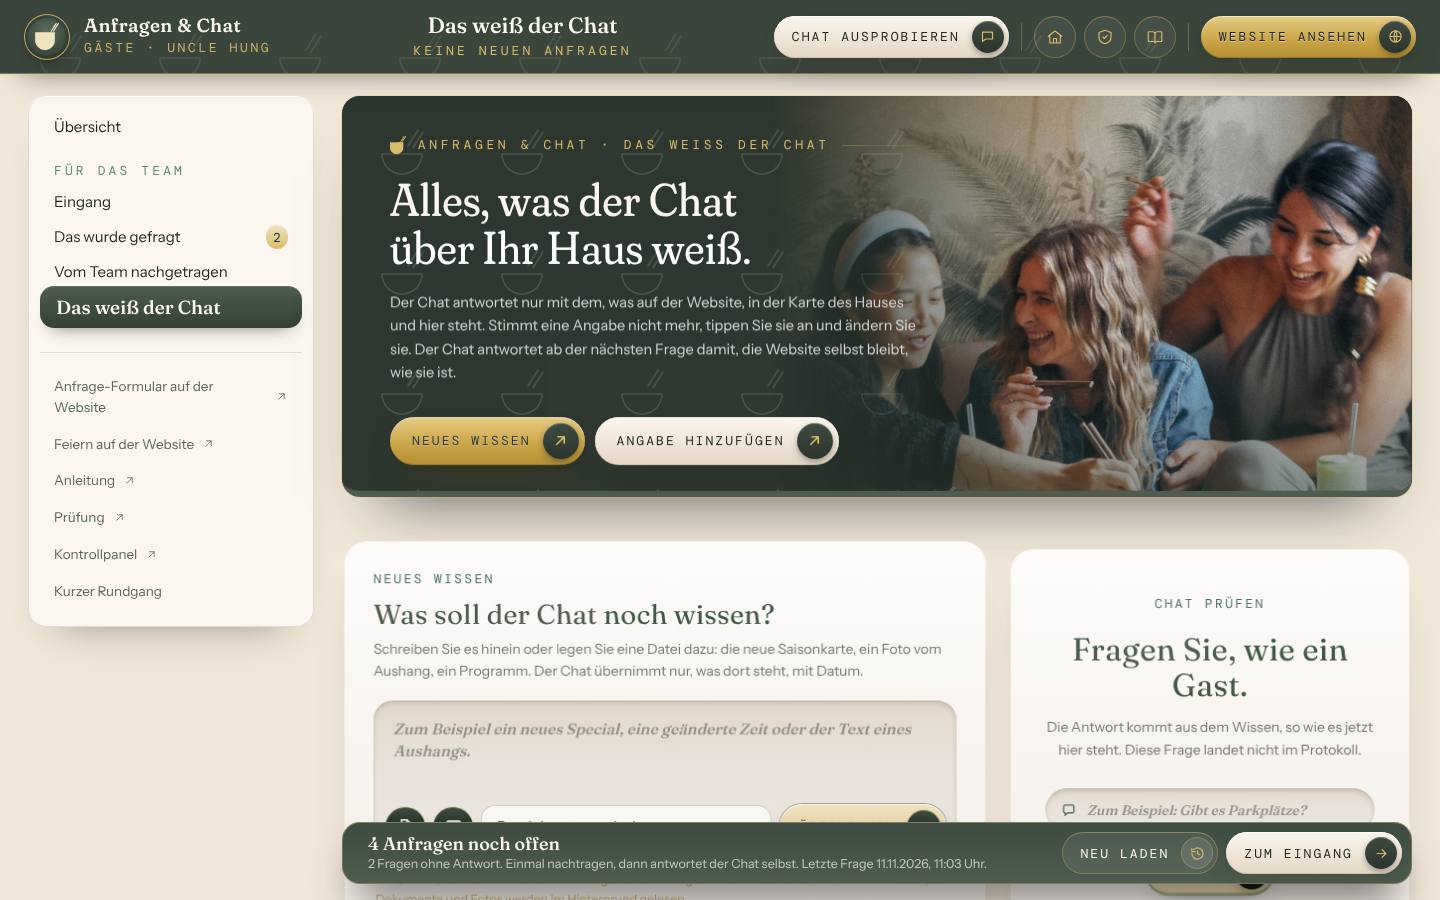 Anfragen & Chat
GÄSTE · UNCLE HUNG
Das weiß der Chat
KEINE NEUEN ANFRAGEN
CHAT AUSPROBIEREN
WEBSITE ANSEHEN
Übersicht
FÜR DAS TEAM
Eingang
Das wurde gefragt
2
Vom Team nachgetragen
Das weiß der Chat
Anfrage-Formular auf der
Website
Feiern auf der Website
Anleitung
Prüfung
Kontrollpanel
Kurzer Rundgang
ANFRAGEN & CHAT · DAS WEISS DER CHAT
Alles, was der Chat
über Ihr Haus weiß.
Der Chat antwortet nur mit dem, was auf der Website, in der Karte des Hauses
und hier steht. Stimmt eine Angabe nicht mehr, tippen Sie sie an und ändern Sie
sie. Der Chat antwortet ab der nächsten Frage damit, die Website selbst bleibt,
wie sie ist.
NEUES WISSEN
ANGABE HINZUFÜGEN
NEUES WISSEN
Was soll der Chat noch wissen?
Schreiben Sie es hinein oder legen Sie eine Datei dazu: die neue Saisonkarte, ein Foto vom
Aushang, ein Programm. Der Chat übernimmt nur, was dort steht, mit Datum.
Zum Beispiel ein neues Special, eine geänderte Zeit oder der Text eines
Aushangs.
CHAT PRÜFEN
Fragen Sie, wie ein
Gast.
Die Antwort kommt aus dem Wissen, so wie es jetzt
hier steht. Diese Frage landet nicht im Protokoll.
Zum Beispiel: Gibt es Parkplätze?
4 Anfragen noch offen
2 Fragen ohne Antwort. Einmal nachtragen, dann antwortet der Chat selbst. Letzte Frage 11.11.2026, 11:03 Uhr.
NEU LADEN
ZUM EINGANG
Dokumente und Fotos werden im Hintergrund gelesen